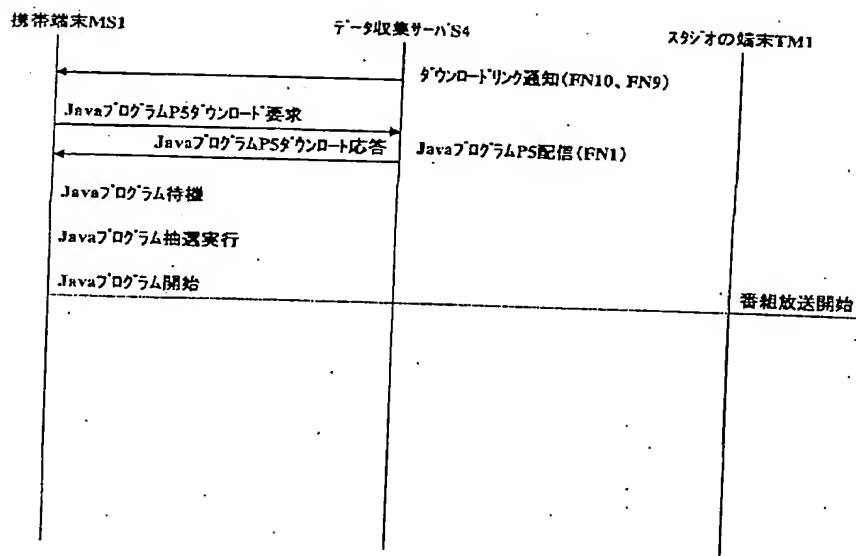 携帯端末MS1
データ収集サーバS4
スタジオの端末TM1
ダウンロードリンク通知(FN10、FN9)
JavaプログラムP5ダウンロード要求
JavaプログラムP5ダウンロート応答
JavaプログラムP5配信(FN1)
Javaプログラム待機
Javaプログラム抽選実行
Javaプログラム開始
番組放送開始